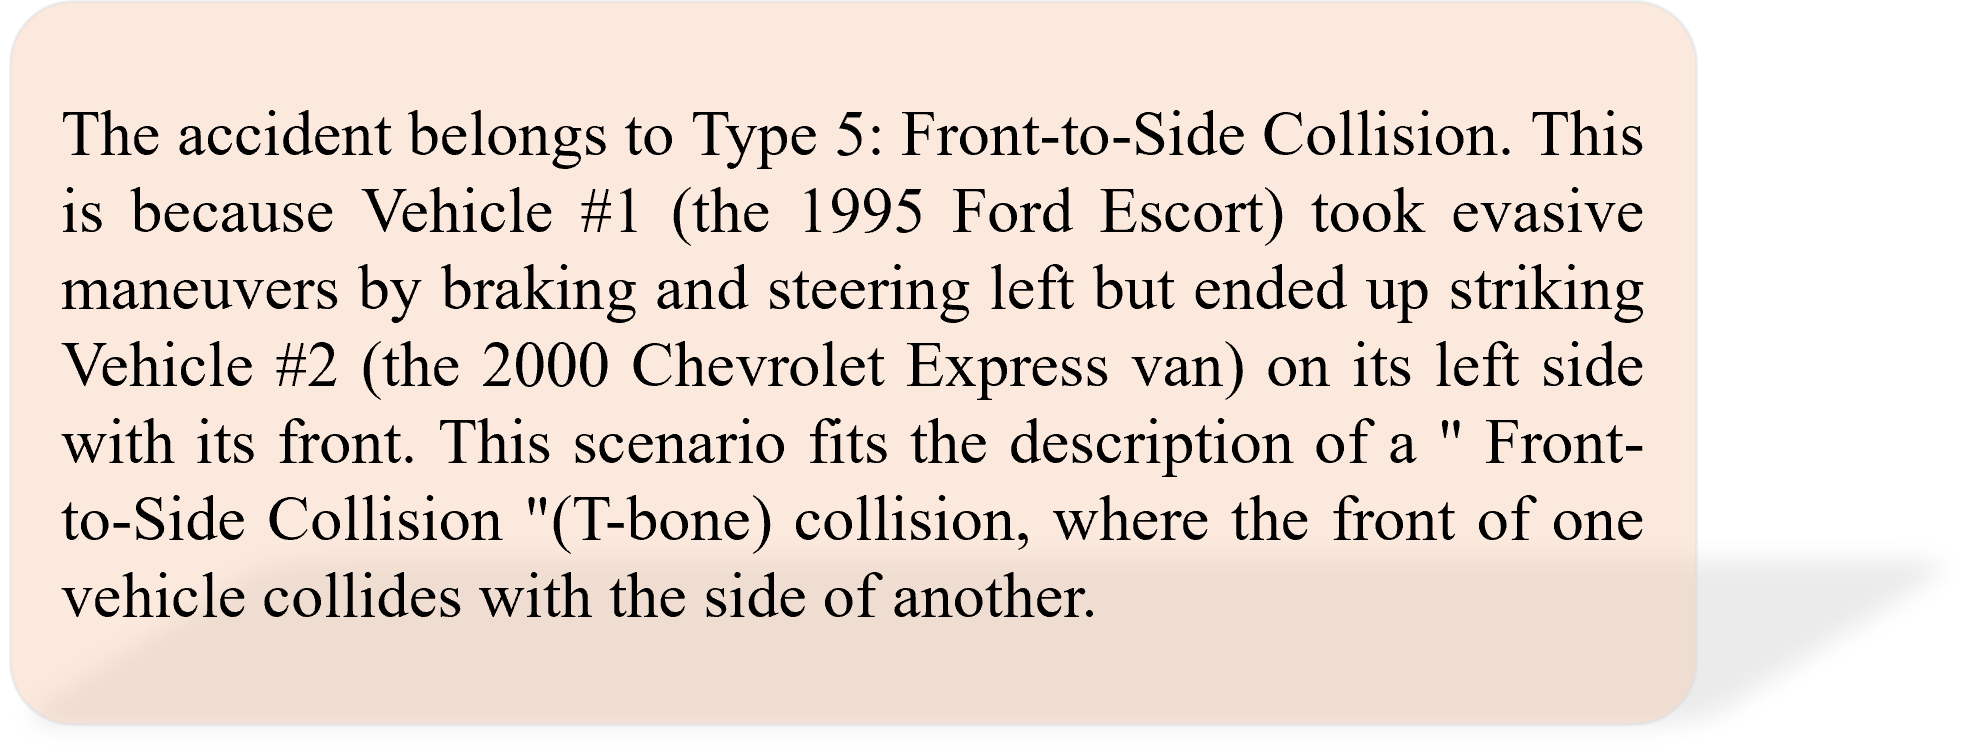 The accident belongs to Type 5: Front-to-Side Collision. This
is because Vehicle #1 (the 1995 Ford Escort) took evasive
maneuvers by braking and steering left but ended up striking
Vehicle #2 (the 2000 Chevrolet Express van) on its left side
with its front. This scenario fits the description of a " Front-
to-Side Collision "(T-bone) collision, where the front of one
vehicle collides with the side of another.